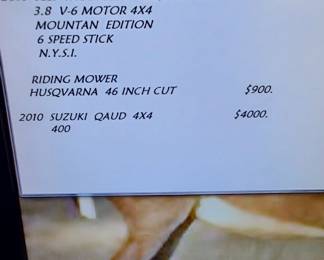 3.8 V-6 MOTOR 4X4
MOUNTAN EDITION
6 SPEED STICK
N.Y.S.I.
RIDING MOWER
HUSQVARNA 46 INCH CUT $900.
2010 SUZUKI QAUD 4X4 $4000.
400